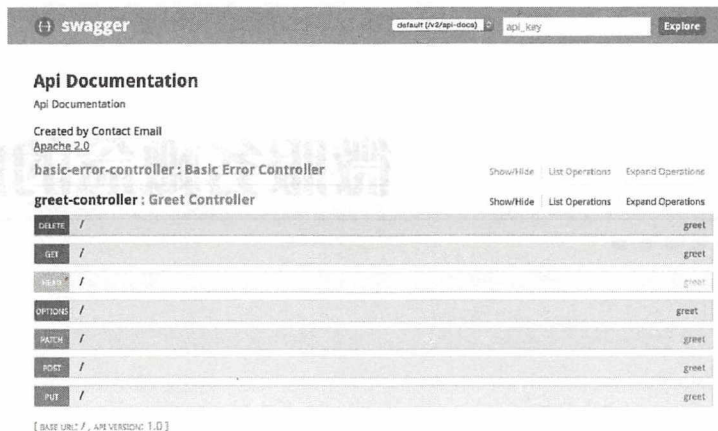 swagger default (/v2/api-docs) api_key Explore
Api Documentation
Api Documentation
Created by Contact Email
Apache 2.0
basic-error-controller : Basic Error Controller Show/Hide List Operations Expand Operations
greet-controller : Greet Controller Show/Hide List Operations Expand Operations
DELETE / greet
GET / greet
HEAD / greet
OPTIONS / greet
PATCH / greet
POST / greet
PUT / greet
[ BASE URL: / , API VERSION: 1.0 ]